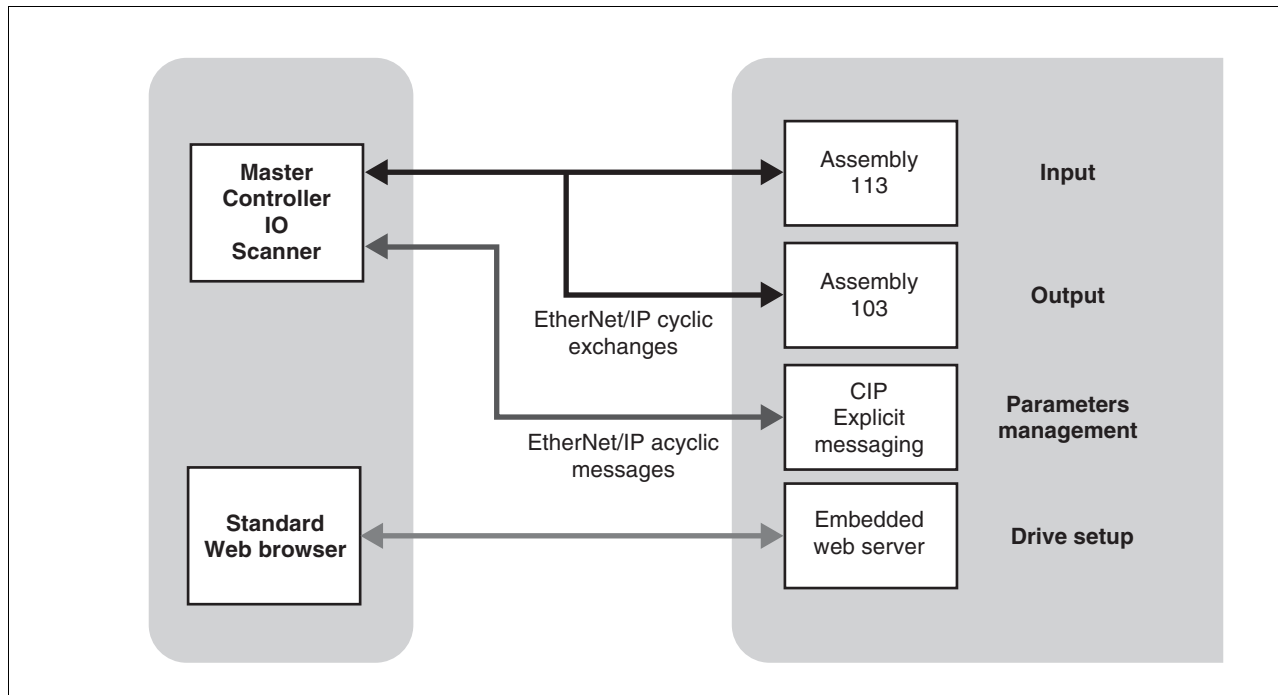 Master
Controller
IO
Scanner
Assembly
113
Input
Assembly
103
Output
EtherNet/IP cyclic
exchanges
CIP
Explicit
messaging
Parameters
management
EtherNet/IP acyclic
messages
Standard
Web browser
Embedded
web server
Drive setup